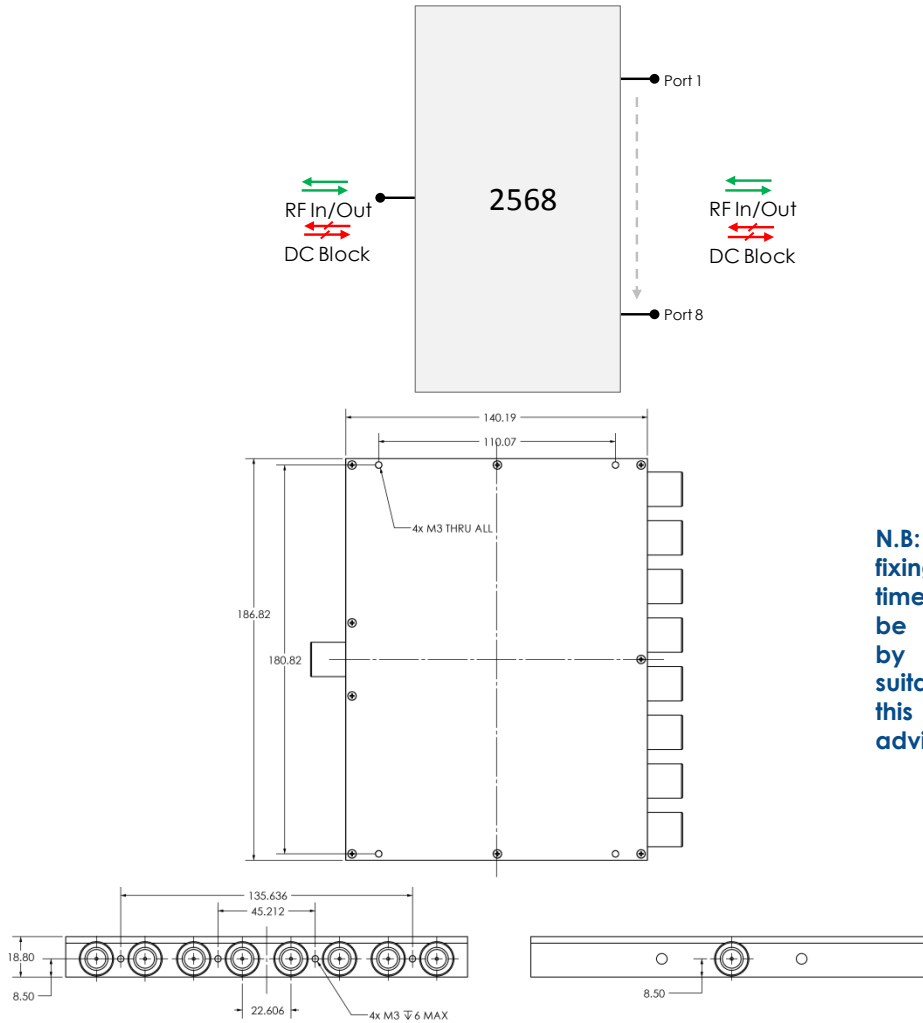 Port 1
2568
RF In/Out
DC Block
RF In/Out
DC Block
Port 8
140.19
110.07
4x M3 THRU ALL
186.82
180.82
N.B:
fixing
time
be
by
suita
this
advi
135.636
45.212
18.80
8.50
22.606
4x M3 ↧6 MAX
8.50